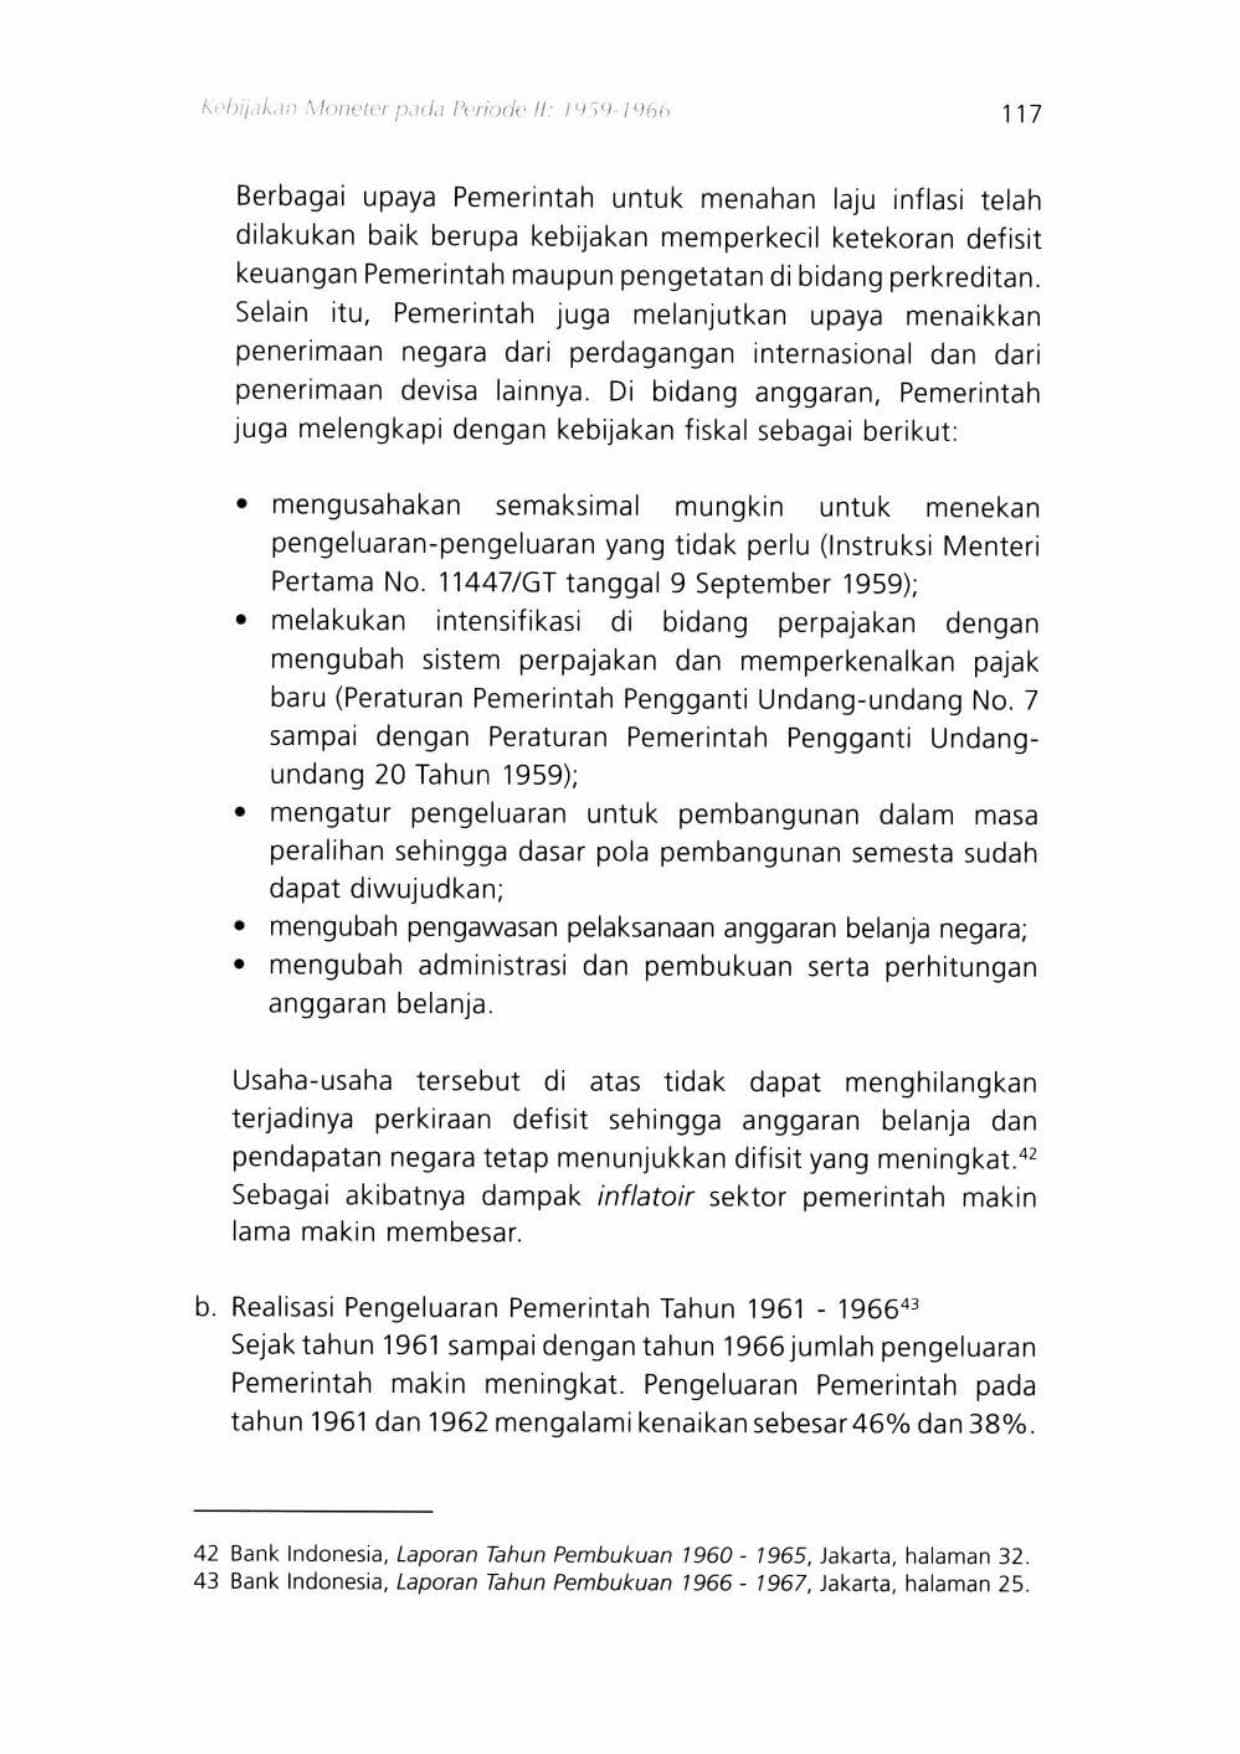 Kebijakan Moneter pada Periode II: 1959-1966
117
Berbagai upaya Pemerintah untuk menahan laju inflasi telah
dilakukan baik berupa kebijakan memperkecil ketekoran defisit
keuangan Pemerintah maupun pengetatan di bidang perkreditan.
Selain itu, Pemerintah juga melanjutkan upaya menaikkan
penerimaan negara dari perdagangan internasional dan dari
penerimaan devisa lainnya. Di bidang anggaran, Pemerintah
juga melengkapi dengan kebijakan fiskal sebagai berikut:
• mengusahakan semaksimal mungkin untuk menekan
pengeluaran-pengeluaran yang tidak perlu (Instruksi Menteri
Pertama No. 11447/GT tanggal 9 September 1959);
• melakukan intensifikasi di bidang perpajakan dengan
mengubah sistem perpajakan dan memperkenalkan pajak
baru (Peraturan Pemerintah Pengganti Undang-undang No. 7
sampai dengan Peraturan Pemerintah Pengganti Undang-
undang 20 Tahun 1959);
• mengatur pengeluaran untuk pembangunan dalam masa
peralihan sehingga dasar pola pembangunan semesta sudah
dapat diwujudkan;
• mengubah pengawasan pelaksanaan anggaran belanja negara;
• mengubah administrasi dan pembukuan serta perhitungan
anggaran belanja.
Usaha-usaha tersebut di atas tidak dapat menghilangkan
terjadinya perkiraan defisit sehingga anggaran belanja dan
pendapatan negara tetap menunjukkan difisit yang meningkat.⁴²
Sebagai akibatnya dampak inflatoir sektor pemerintah makin
lama makin membesar.
b. Realisasi Pengeluaran Pemerintah Tahun 1961 - 1966⁴³
Sejak tahun 1961 sampai dengan tahun 1966 jumlah pengeluaran
Pemerintah makin meningkat. Pengeluaran Pemerintah pada
tahun 1961 dan 1962 mengalami kenaikan sebesar 46% dan 38%.
42 Bank Indonesia, Laporan Tahun Pembukuan 1960 - 1965, Jakarta, halaman 32.
43 Bank Indonesia, Laporan Tahun Pembukuan 1966 - 1967, Jakarta, halaman 25.